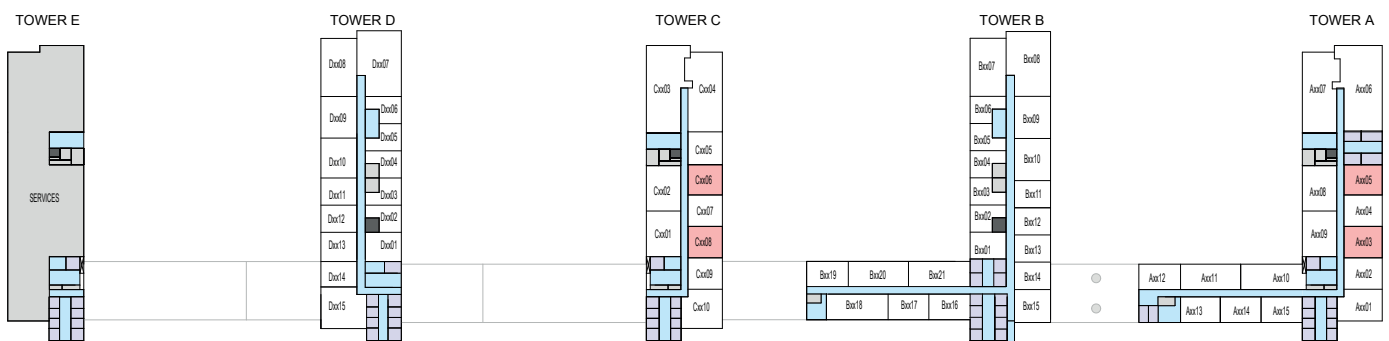 TOWER E
TOWER D
TOWER C
TOWER B
TOWER A
SERVICES
Dxx08
Dxx07
Dxx09
Dxx06
Dxx05
Dxx10
Dxx04
Dxx11
Dxx03
Dxx12
Dxx02
Dxx13
Dxx01
Dxx14
Dxx15
Cxx03
Cxx04
Cxx05
Cxx06
Cxx02
Cxx07
Cxx01
Cxx08
Cxx09
Cxx10
Bxx07
Bxx08
Bxx06
Bxx09
Bxx05
Bxx04
Bxx10
Bxx03
Bxx11
Bxx02
Bxx12
Bxx01
Bxx13
Bxx19
Bxx20
Bxx21
Bxx14
Bxx18
Bxx17
Bxx16
Bxx15
Axx07
Axx06
Axx05
Axx08
Axx04
Axx09
Axx03
Axx12
Axx11
Axx10
Axx02
Axx13
Axx14
Axx15
Axx01